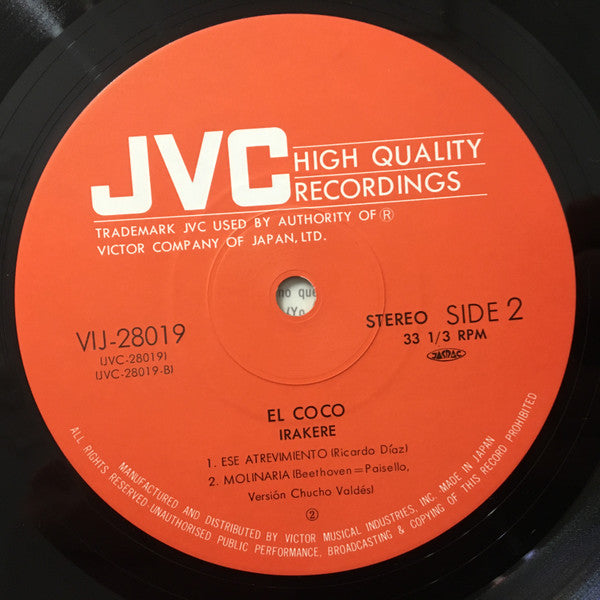 JVC HIGH QUALITY
RECORDINGS
TRADEMARK JVC USED BY AUTHORITY OF ®
VICTOR COMPANY OF JAPAN, LTD.
no que
(Yo
VIJ-28019
(JVC-28019)
(JVC-28019-B)
STEREO SIDE 2
33 1/3 RPM
JASRAC
EL COCO
IRAKERE
1. ESE ATREVIMIENTO (Ricardo Díaz)
2. MOLINARIA (Beethoven=Paisello,
Versión Chucho Valdés)
②
MANUFACTURED AND DISTRIBUTED BY VICTOR MUSICAL INDUSTRIES, INC. MADE IN JAPAN
ALL RIGHTS RESERVED. UNAUTHORISED PUBLIC PERFORMANCE, BROADCASTING & COPYING OF THIS RECORD PROHIBITED